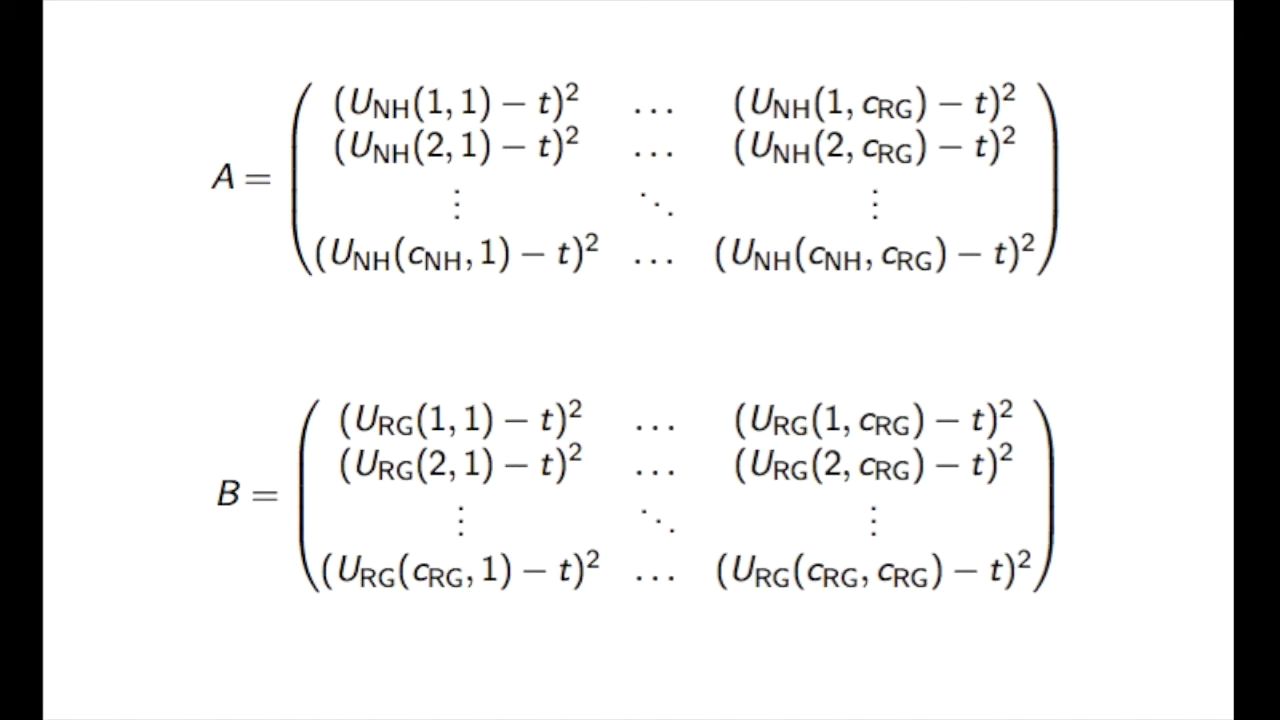 (U_NH(1, 1) − t)² … (U_NH(1, c_RG) − t)²
(U_NH(2, 1) − t)² … (U_NH(2, c_RG) − t)²
A =
⋮ ⋱ ⋮
(U_NH(c_NH, 1) − t)² … (U_NH(c_NH, c_RG) − t)²
(U_RG(1, 1) − t)² … (U_RG(1, c_RG) − t)²
(U_RG(2, 1) − t)² … (U_RG(2, c_RG) − t)²
B =
⋮ ⋱ ⋮
(U_RG(c_RG, 1) − t)² … (U_RG(c_RG, c_RG) − t)²